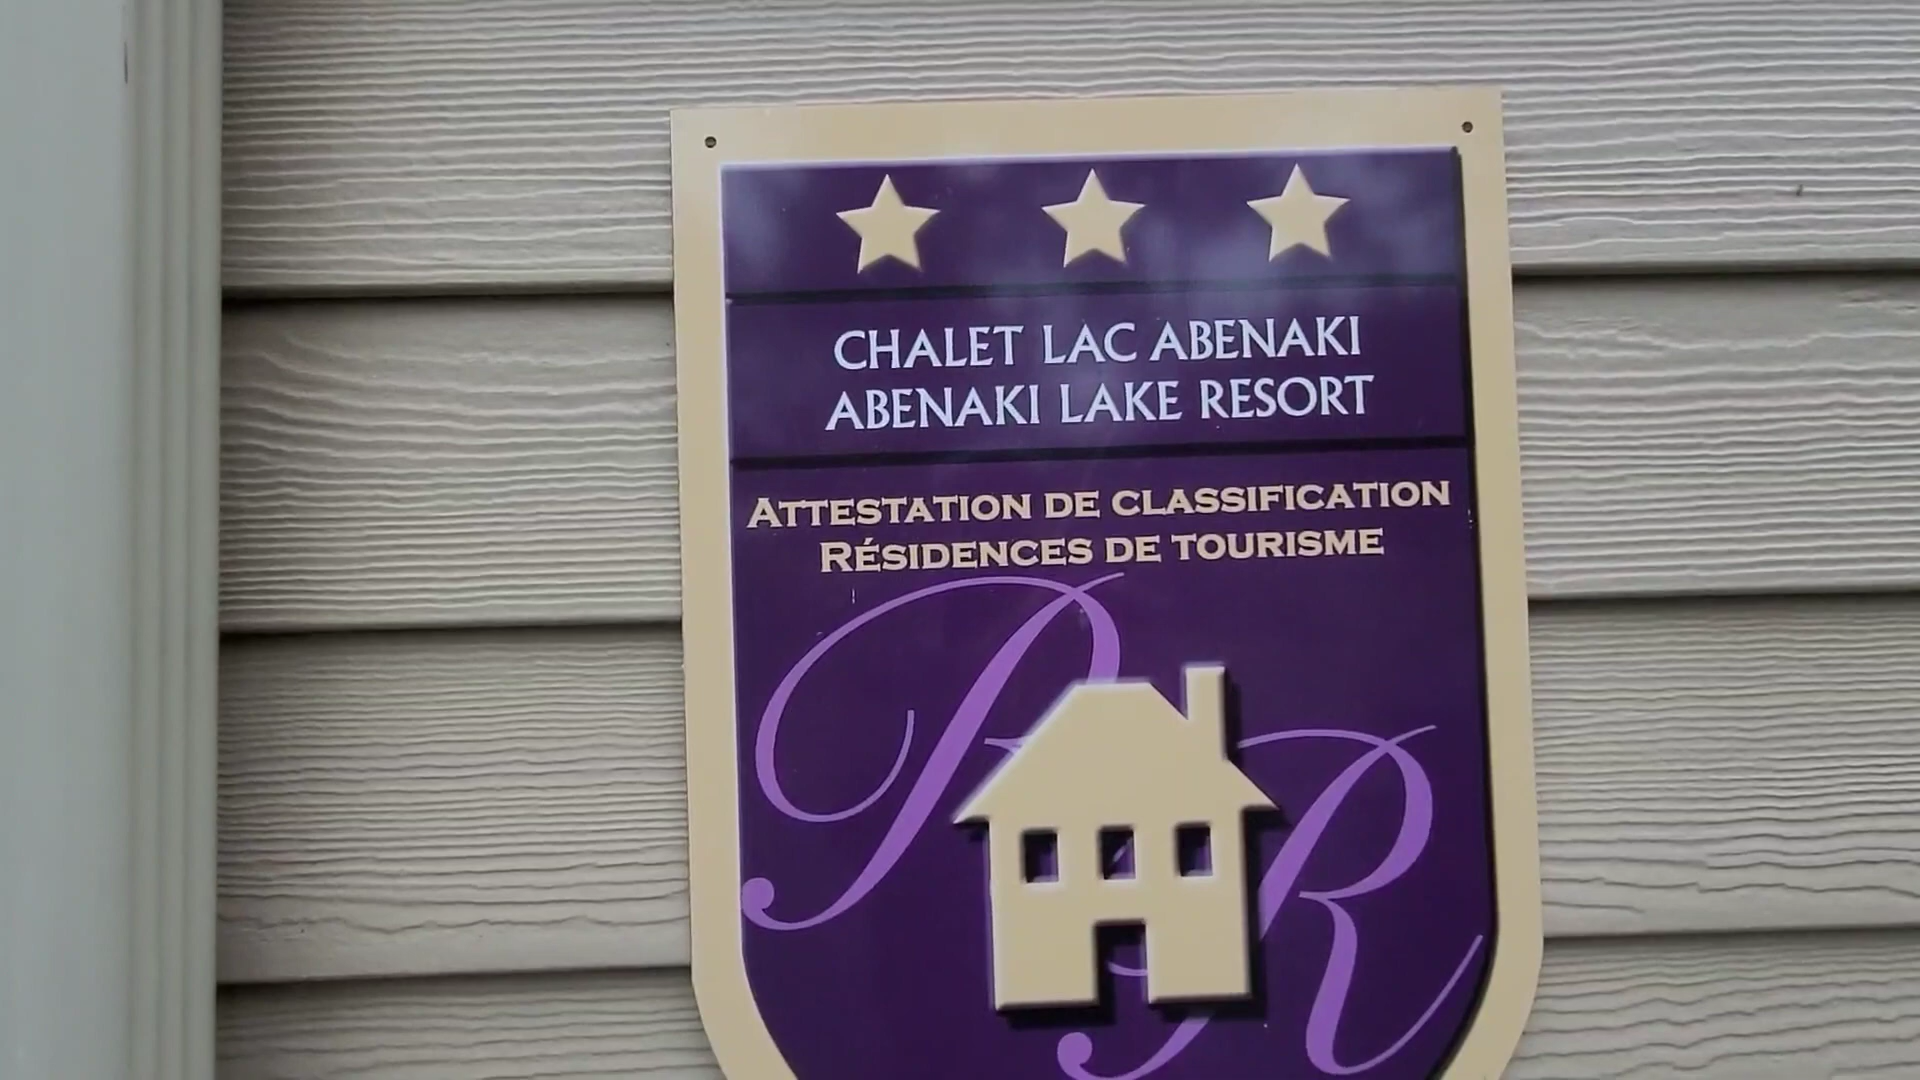 CHALET LAC ABENAKI
ABENAKI LAKE RESORT
ATTESTATION DE CLASSIFICATION
RÉSIDENCES DE TOURISME